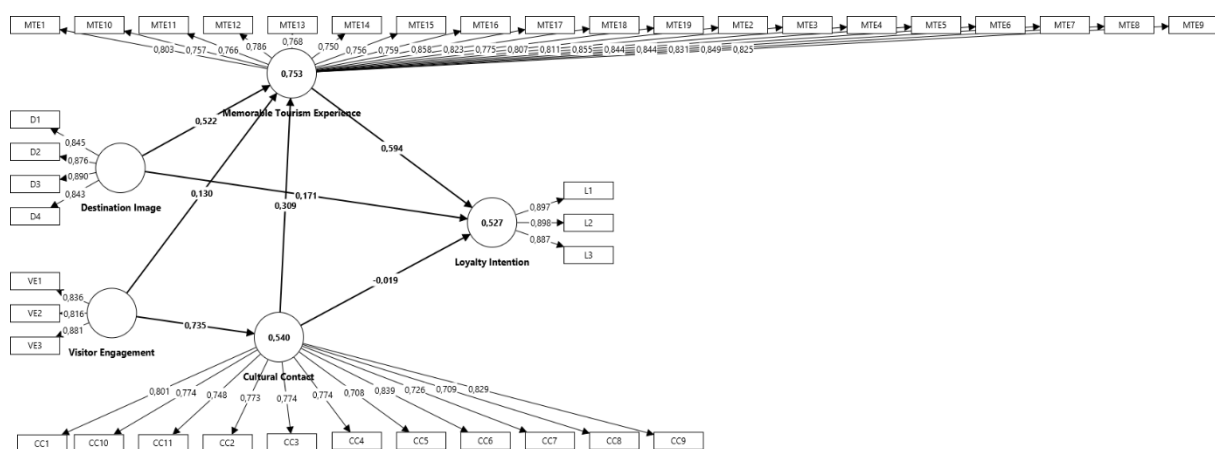 MTE1 MTE10 MTE11 MTE12 MTE13 MTE14 MTE15 MTE16 MTE17 MTE18 MTE19 MTE2 MTE3 MTE4 MTE5 MTE6 MTE7 MTE8 MTE9
0,803 0,757 0,766 0,786 0,768 0,750 0,756 0,759 0,858 0,823 0,775 0,807 0,811 0,855 0,844 0,844 0,831 0,849 0,825
0,753
Memorable Tourism Experience
D1
0,845
D2
0,876
D3
0,890
D4
0,843
Destination Image
0,522
0,130
0,309
0,594
0,171
-0,019
0,735
L1
0,897
L2
0,898
L3
0,887
0,527
Loyalty Intention
VE1
0,836
VE2
0,816
VE3
0,881
Visitor Engagement
0,540
Cultural Contact
0,801 0,774 0,748 0,773 0,774 0,774 0,708 0,839 0,726 0,709 0,829
CC1 CC10 CC11 CC2 CC3 CC4 CC5 CC6 CC7 CC8 CC9